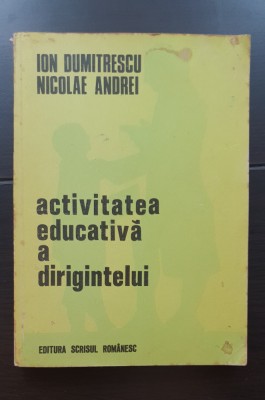 ION DUMITRESCU
NICOLAE ANDREI
activitatea
educativă
a
dirigintelui
EDITURA SCRISUL ROMÂNESC